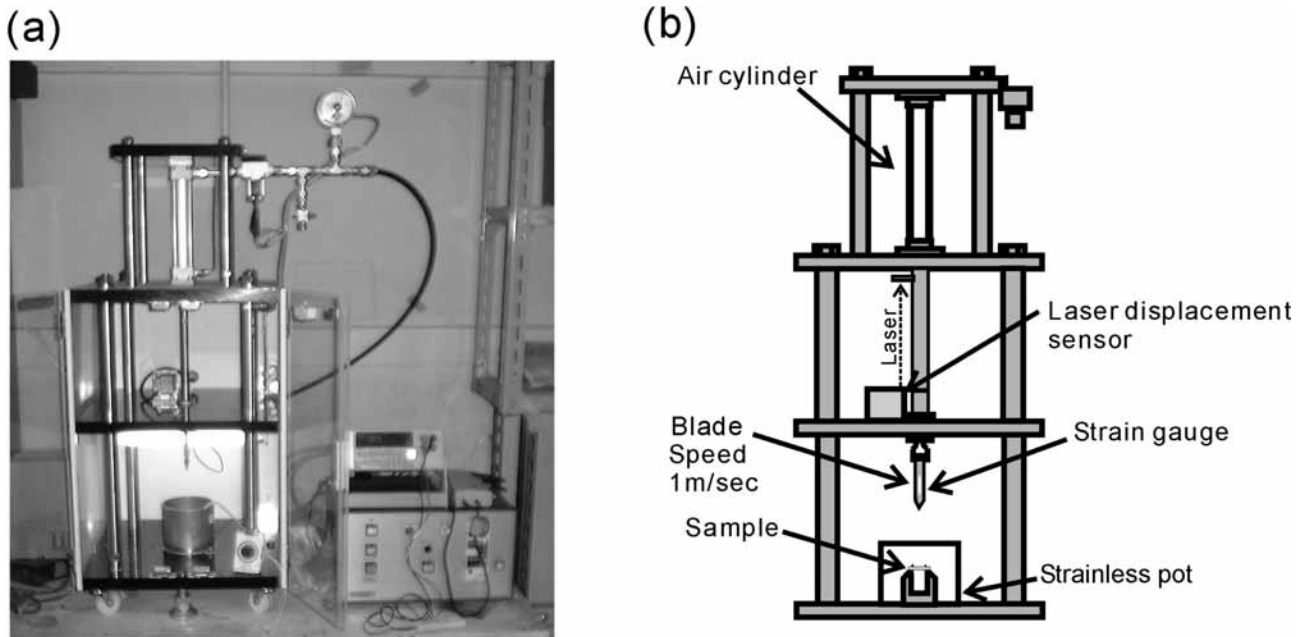 (a)
(b)
Air cylinder
Laser
Laser displacement
sensor
Blade
Speed
1m/sec
Strain gauge
Sample
Strainless pot